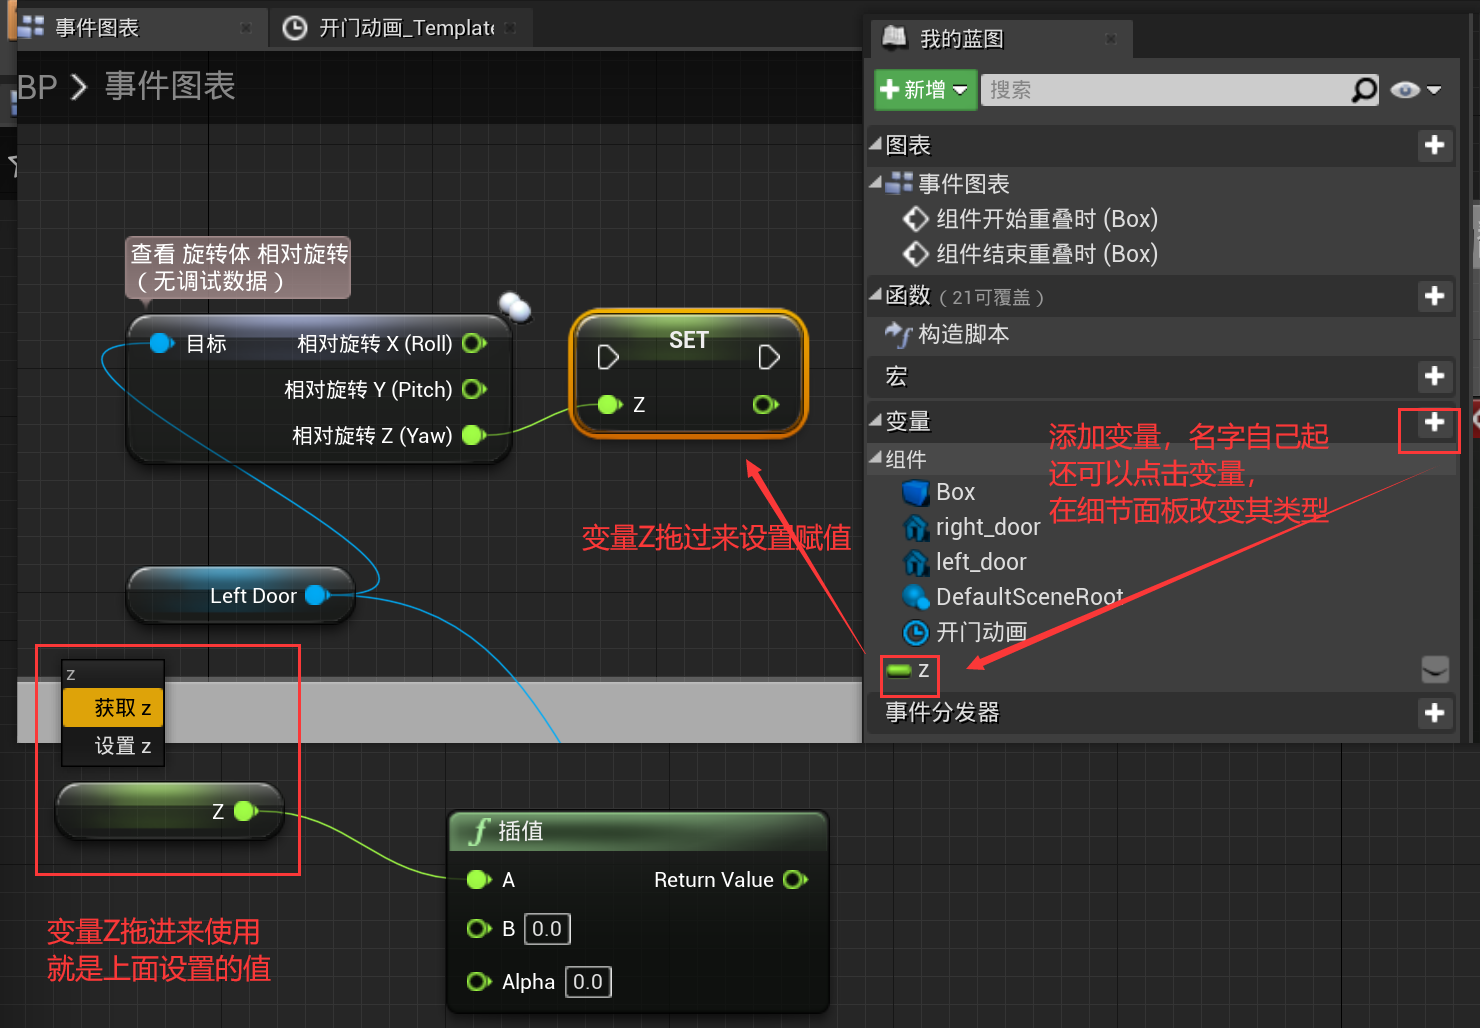 事件图表
开门动画_Template
BP
事件图表
查看 旋转体 相对旋转
（无调试数据）
目标
相对旋转 X (Roll)
相对旋转 Y (Pitch)
相对旋转 Z (Yaw)
SET
Z
变量Z拖过来设置赋值
Left Door
z
获取 z
设置 z
Z
变量Z拖进来使用
就是上面设置的值
插值
A
Return Value
B 0.0
Alpha 0.0
我的蓝图
新增
搜索
图表
事件图表
组件开始重叠时 (Box)
组件结束重叠时 (Box)
函数（21可覆盖）
构造脚本
宏
变量
添加变量，名字自己起
还可以点击变量，
在细节面板改变其类型
组件
Box
right_door
left_door
DefaultSceneRoot
开门动画
z
事件分发器